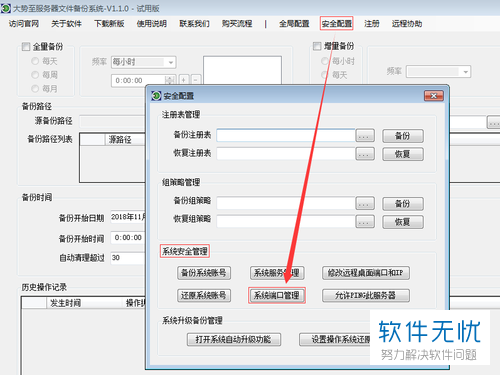 大势至服务器文件备份系统-V1.1.0 - 试用版
访问官网 关于软件 下载新版 使用说明 联系我们 购买流程 | 全局配置 安全配置 注册 远程协助
全量备份 增量备份
每天 频率 每小时 每小时 频率
每周 0:00:00 + - 每天
每月
备份路径
源备份路径
备份路径列表 源路径
备份时间
备份开始日期 2018年11月
备份开始时间 0:00:00
自动清理超过 30
历史操作记录
发生时间 操作
安全配置
注册表管理
备份注册表 ... 备份
恢复注册表 ... 恢复
组策略管理
备份组策略 ... 备份
恢复组策略 ... 恢复
系统安全管理
备份系统账号 系统服务管理 修改远程桌面端口和IP
还原系统账号 系统端口管理 允许PING此服务器
系统升级备份管理
打开系统自动升级功能 设置操作系统还原
软件无忧
努力解决软件问题